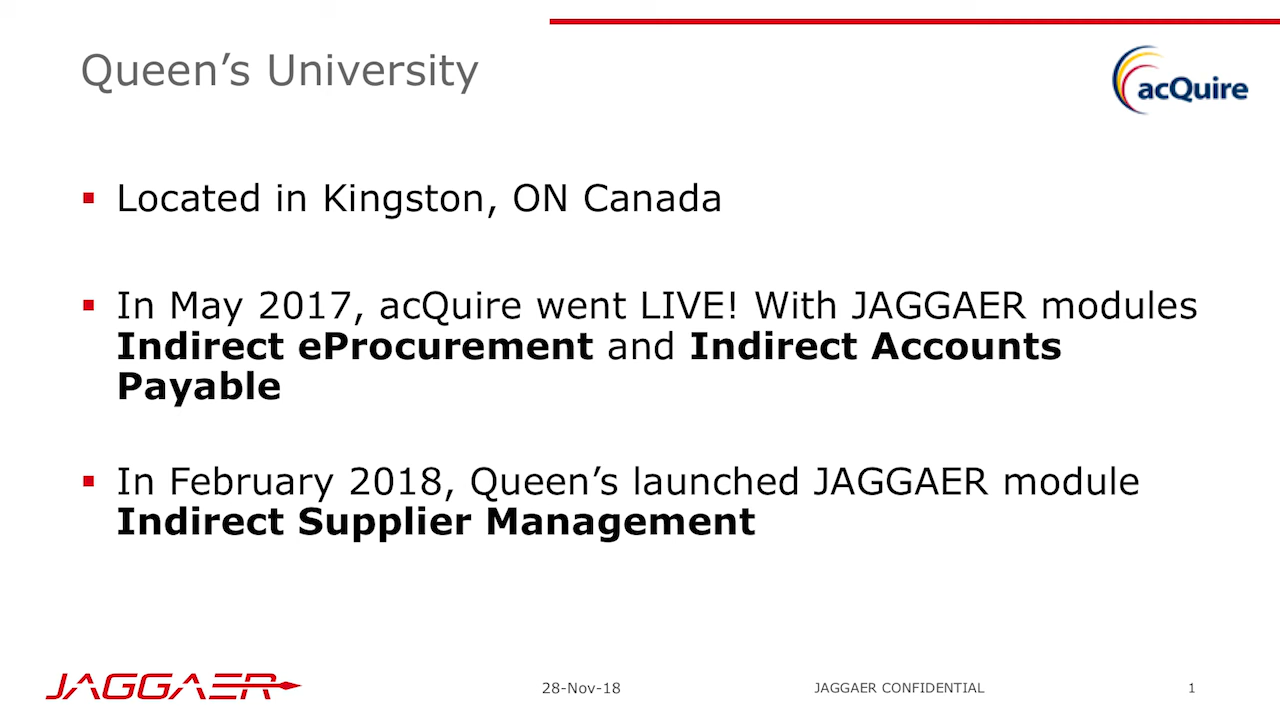 Queen’s University
acQuire
▪ Located in Kingston, ON Canada
▪ In May 2017, acQuire went LIVE! With JAGGAER modules
Indirect eProcurement and Indirect Accounts
Payable
▪ In February 2018, Queen’s launched JAGGAER module
Indirect Supplier Management
JAGGAER
28-Nov-18
JAGGAER CONFIDENTIAL
1